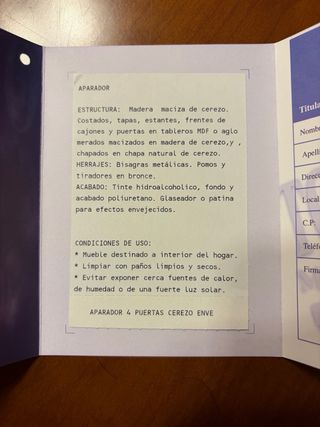 APARADOR
ESTRUCTURA: Madera maciza de cerezo.
Costados, tapas, estantes, frentes de
cajones y puertas en tableros MDF o aglo
merados macizados en madera de cerezo,y ,
chapados en chapa natural de cerezo.
HERRAJES: Bisagras metálicas. Pomos y
tiradores en bronce.
ACABADO: Tinte hidroalcoholico, fondo y
acabado poliuretano. Glaseador o patina
para efectos envejecidos.
CONDICIONES DE USO:
* Mueble destinado a interior del hogar.
* Limpiar con paños limpios y secos.
* Evitar exponer cerca fuentes de calor,
de humedad o de una fuerte luz solar.
APARADOR 4 PUERTAS CEREZO ENVE
Titula
Nomb
Apell
Direc
Local
C.P:
Teléf
Firma